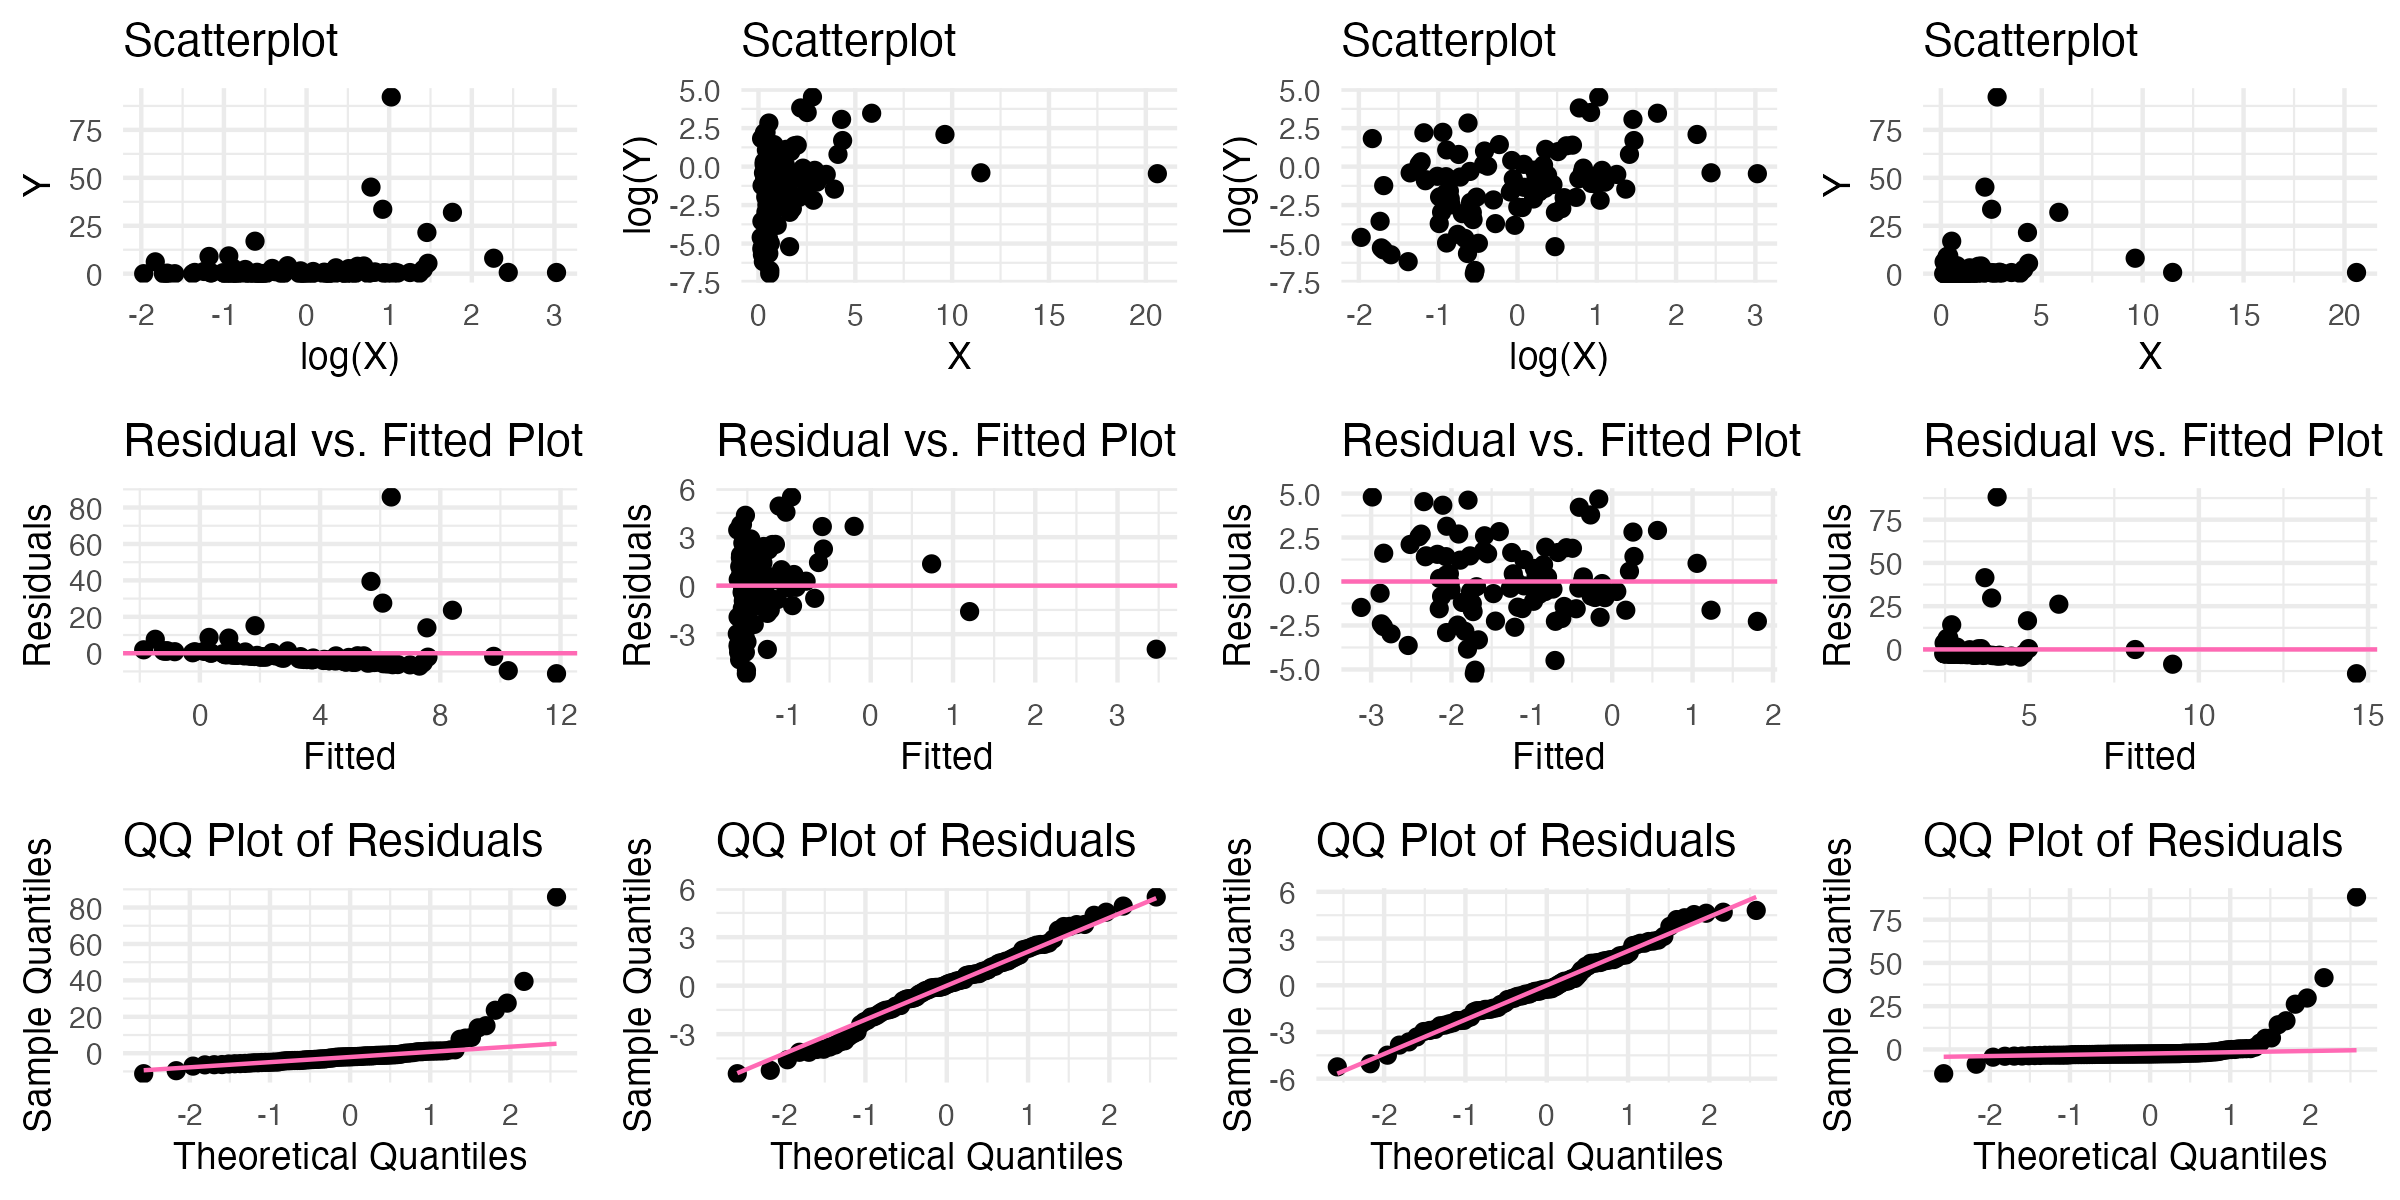 Scatterplot
Y
75
50
25
0
-2 -1 0 1 2 3
log(X)
Scatterplot
log(Y)
5.0
2.5
0.0
-2.5
-5.0
-7.5
0 5 10 15 20
X
Scatterplot
log(Y)
5.0
2.5
0.0
-2.5
-5.0
-7.5
-2 -1 0 1 2 3
log(X)
Scatterplot
Y
75
50
25
0
0 5 10 15 20
X
Residual vs. Fitted Plot
Residuals
80
60
40
20
0
0 4 8 12
Fitted
Residual vs. Fitted Plot
Residuals
6
3
0
-3
-1 0 1 2 3
Fitted
Residual vs. Fitted Plot
Residuals
5.0
2.5
0.0
-2.5
-5.0
-3 -2 -1 0 1 2
Fitted
Residual vs. Fitted Plot
Residuals
75
50
25
0
5 10 15
Fitted
QQ Plot of Residuals
Sample Quantiles
80
60
40
20
0
-2 -1 0 1 2
Theoretical Quantiles
QQ Plot of Residuals
Sample Quantiles
6
3
0
-3
-2 -1 0 1 2
Theoretical Quantiles
QQ Plot of Residuals
Sample Quantiles
6
3
0
-3
-6
-2 -1 0 1 2
Theoretical Quantiles
QQ Plot of Residuals
Sample Quantiles
75
50
25
0
-2 -1 0 1 2
Theoretical Quantiles